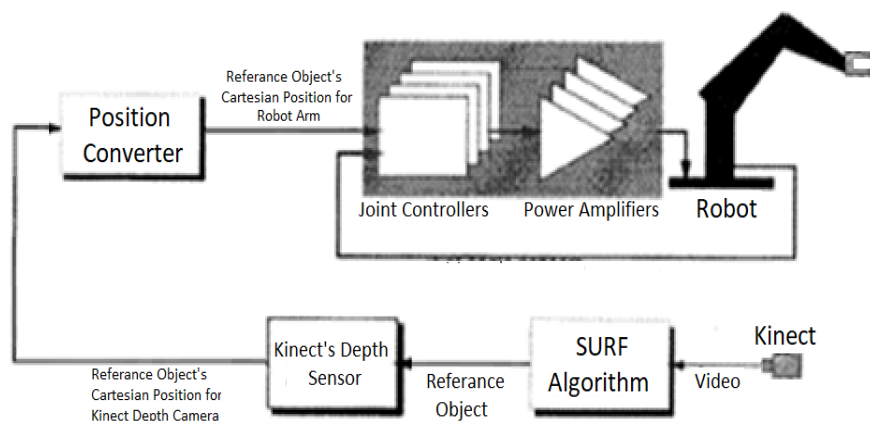 Referance Object's
Cartesian Position for
Robot Arm
Position
Converter
Joint Controllers
Power Amplifiers
Robot
Kinect's Depth
Sensor
SURF
Algorithm
Kinect
Video
Referance
Object
Referance Object's
Cartesian Position for
Kinect Depth Camera